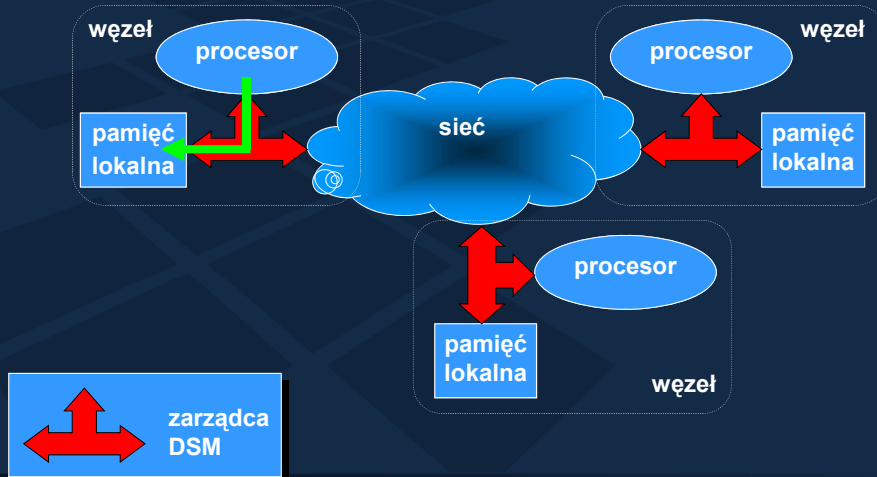 węzeł
procesor
pamięć
lokalna
sieć
węzeł
procesor
pamięć
lokalna
procesor
pamięć
lokalna
węzeł
zarządca
DSM